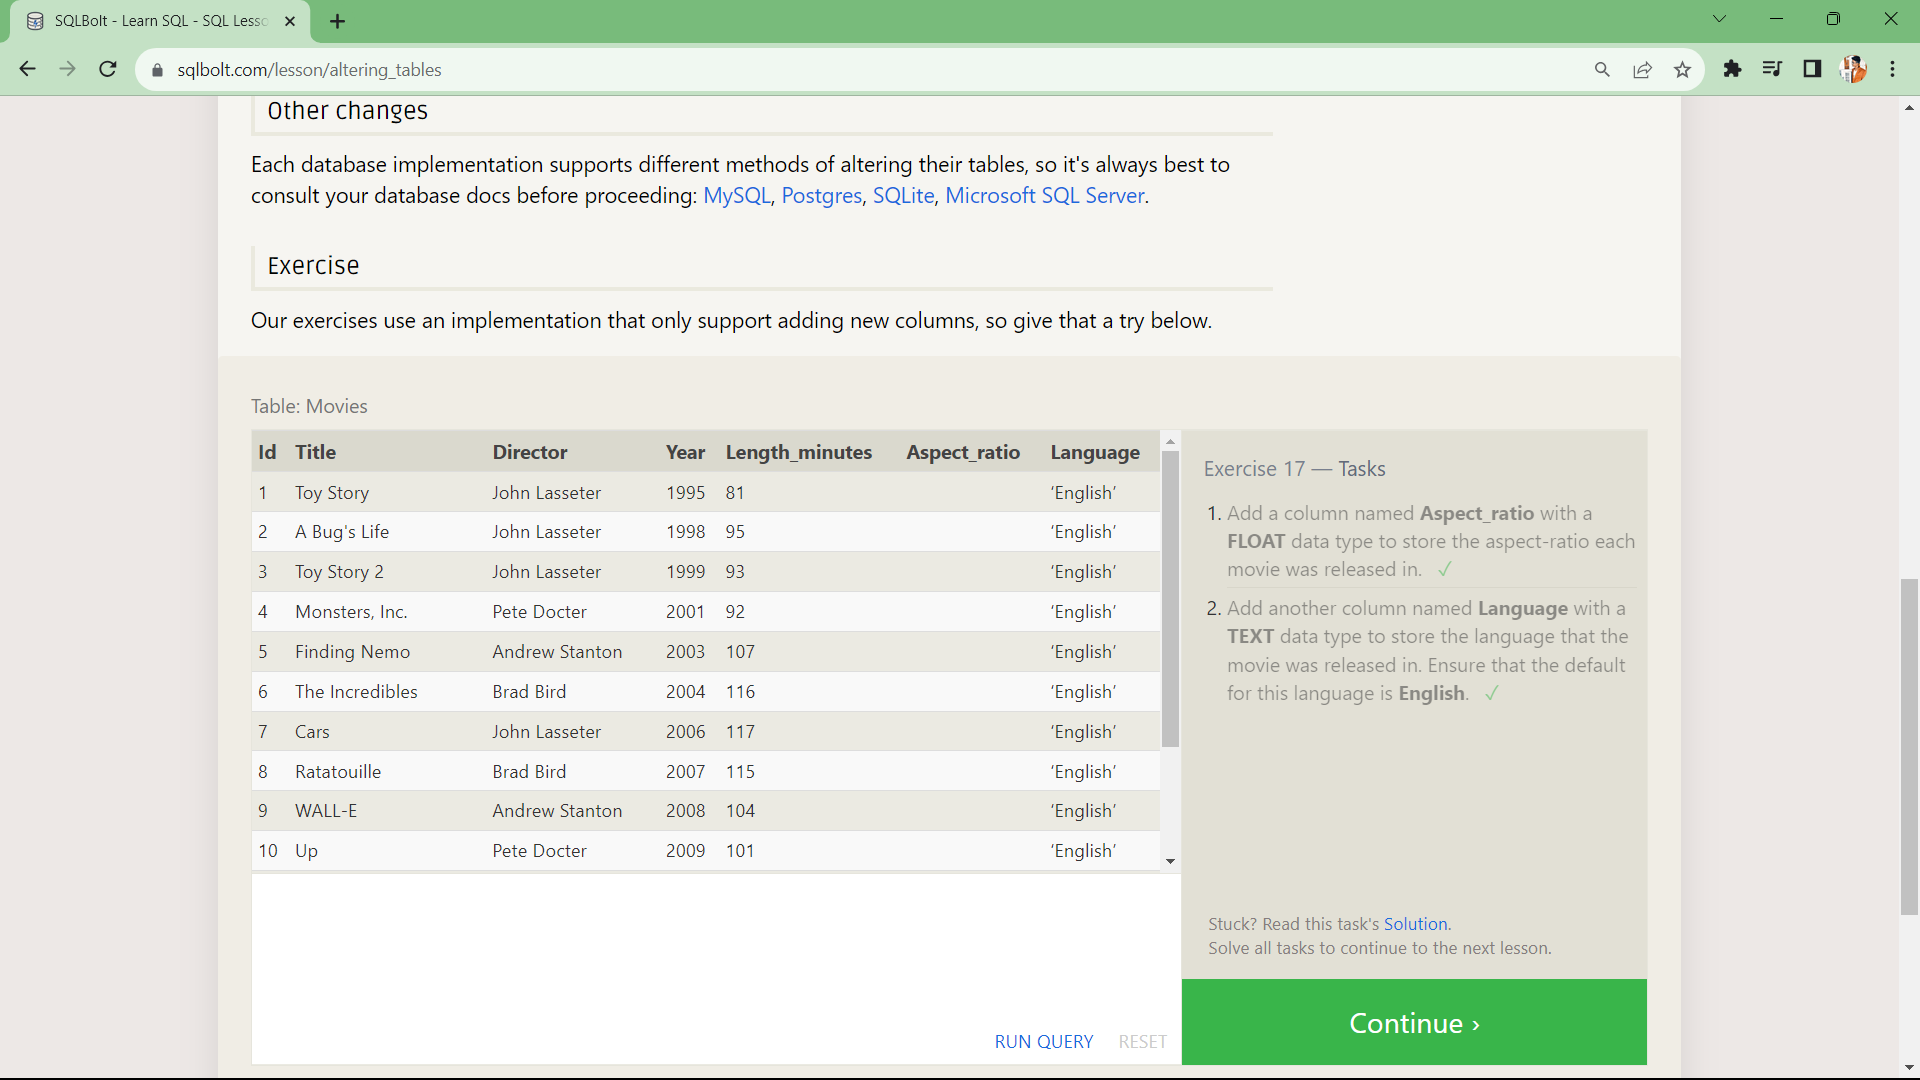 SQLBolt - Learn SQL - SQL Lesso
sqlbolt.com/lesson/altering_tables
Other changes
Each database implementation supports different methods of altering their tables, so it's always best to
consult your database docs before proceeding: MySQL, Postgres, SQLite, Microsoft SQL Server.
Exercise
Our exercises use an implementation that only support adding new columns, so give that a try below.
Table: Movies
Id Title Director Year Length_minutes Aspect_ratio Language
1 Toy Story John Lasseter 1995 81 ‘English’
2 A Bug's Life John Lasseter 1998 95 ‘English’
3 Toy Story 2 John Lasseter 1999 93 ‘English’
4 Monsters, Inc. Pete Docter 2001 92 ‘English’
5 Finding Nemo Andrew Stanton 2003 107 ‘English’
6 The Incredibles Brad Bird 2004 116 ‘English’
7 Cars John Lasseter 2006 117 ‘English’
8 Ratatouille Brad Bird 2007 115 ‘English’
9 WALL-E Andrew Stanton 2008 104 ‘English’
10 Up Pete Docter 2009 101 ‘English’
RUN QUERY RESET
Exercise 17 — Tasks
1. Add a column named Aspect_ratio with a
FLOAT data type to store the aspect-ratio each
movie was released in. ✓
2. Add another column named Language with a
TEXT data type to store the language that the
movie was released in. Ensure that the default
for this language is English. ✓
Stuck? Read this task's Solution.
Solve all tasks to continue to the next lesson.
Continue ›